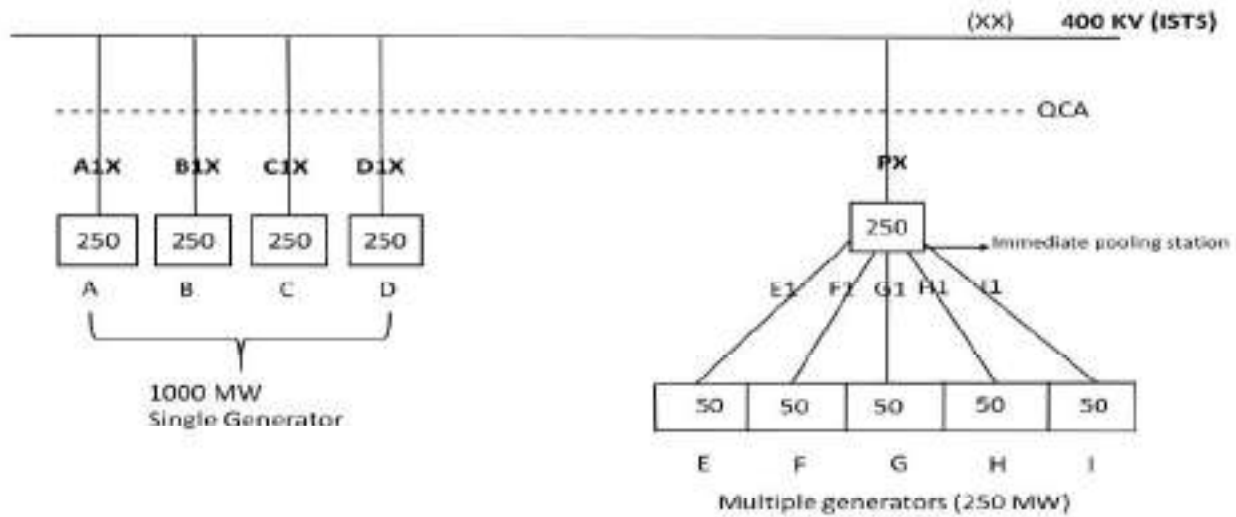 (XX) 400 KV (ISTS)
QCA
A1X B1X C1X D1X PX
250 250 250 250 250
Immediate pooling station
A B C D
E1 F1 G1 H1 I1
1000 MW
Single Generator
50 50 50 50 50
E F G H I
Multiple generators (250 MW)